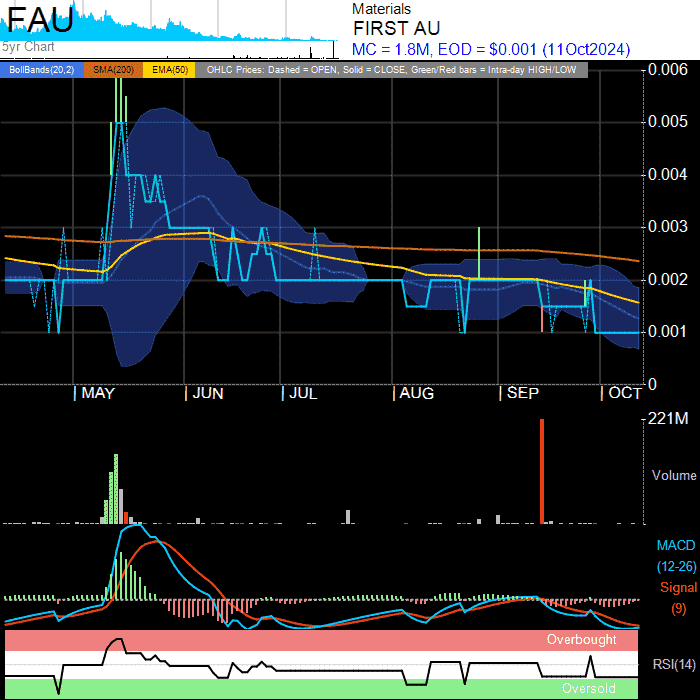 FAU
5yr Chart
Materials
FIRST AU
MC = 1.8M, EOD = $0.001 (11Oct2024)
BollBands(20,2) SMA(200) EMA(50) OHLC Prices: Dashed = OPEN, Solid = CLOSE, Green/Red bars = Intra-day HIGH/LOW
0.006
0.005
0.004
0.003
0.002
0.001
0
MAY JUN JUL AUG SEP OCT
221M
Volume
MACD
(12-26)
Signal
(9)
Overbought
RSI(14)
Oversold